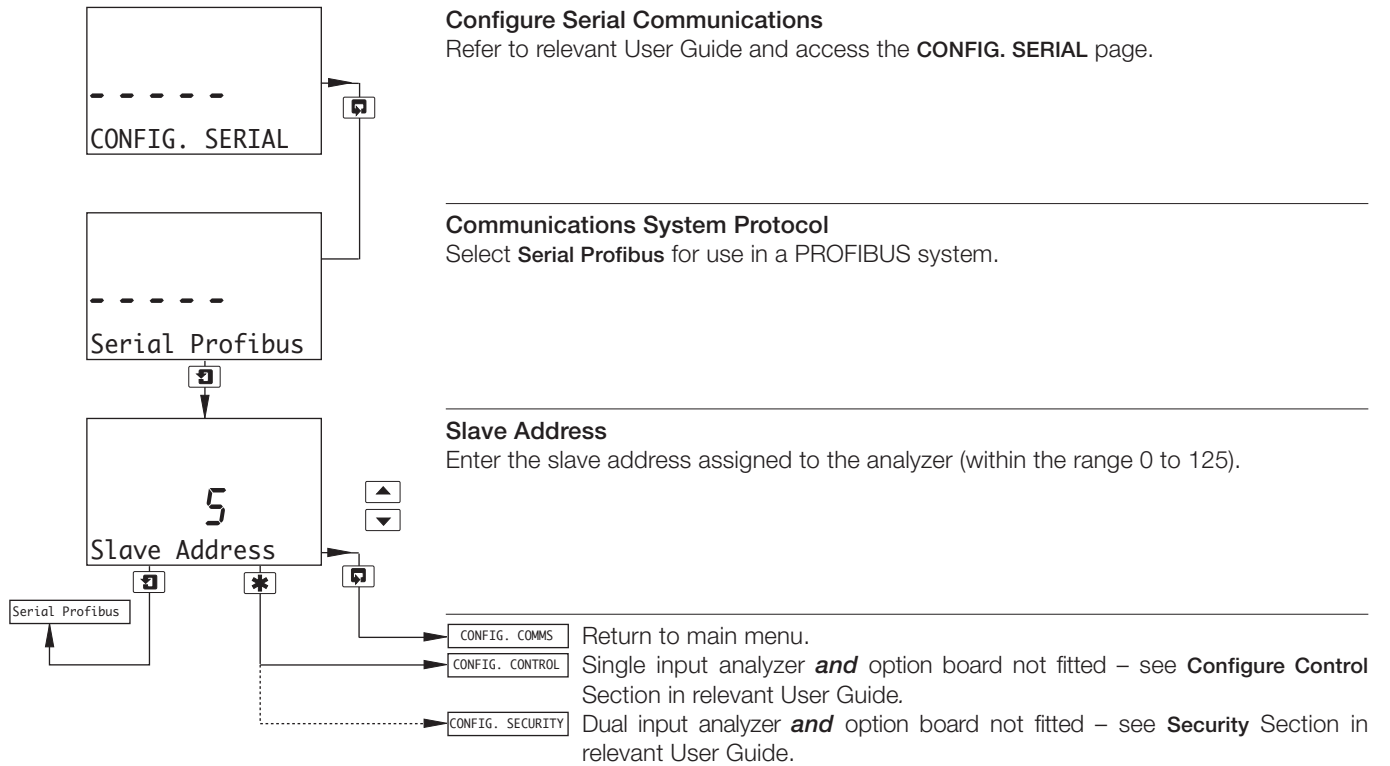 Configure Serial Communications
Refer to relevant User Guide and access the CONFIG. SERIAL page.
- - - - -
CONFIG. SERIAL
Communications System Protocol
Select Serial Profibus for use in a PROFIBUS system.
- - - - -
Serial Profibus
Slave Address
Enter the slave address assigned to the analyzer (within the range 0 to 125).
5
Slave Address
Serial Profibus
CONFIG. COMMS Return to main menu.
CONFIG. CONTROL Single input analyzer and option board not fitted – see Configure Control
Section in relevant User Guide.
CONFIG. SECURITY Dual input analyzer and option board not fitted – see Security Section in
relevant User Guide.